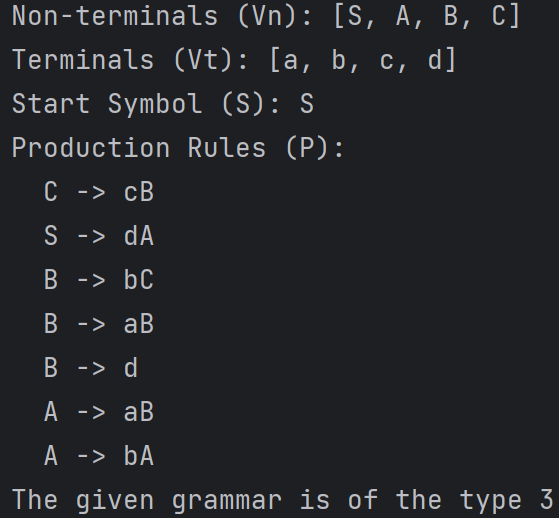 Non-terminals (Vn): [S, A, B, C]
Terminals (Vt): [a, b, c, d]
Start Symbol (S): S
Production Rules (P):
C -> cB
S -> dA
B -> bC
B -> aB
B -> d
A -> aB
A -> bA
The given grammar is of the type 3